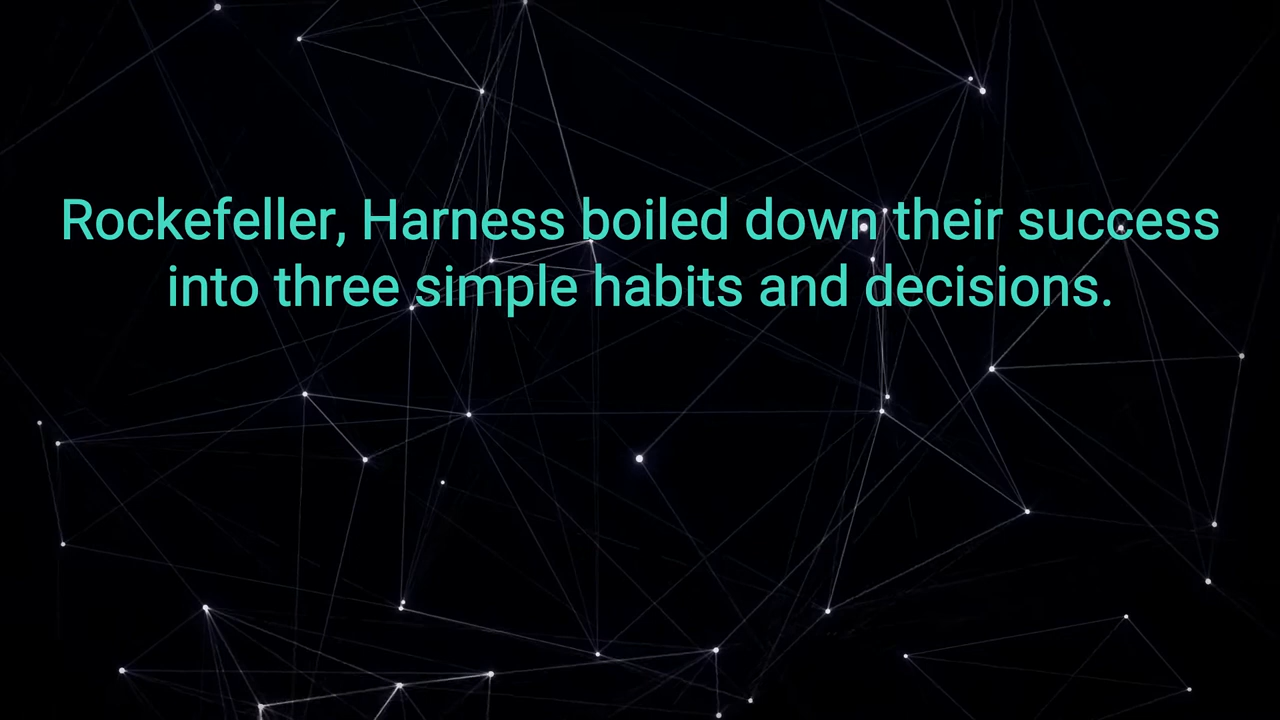 Rockefeller, Harness boiled down their success
into three simple habits and decisions.